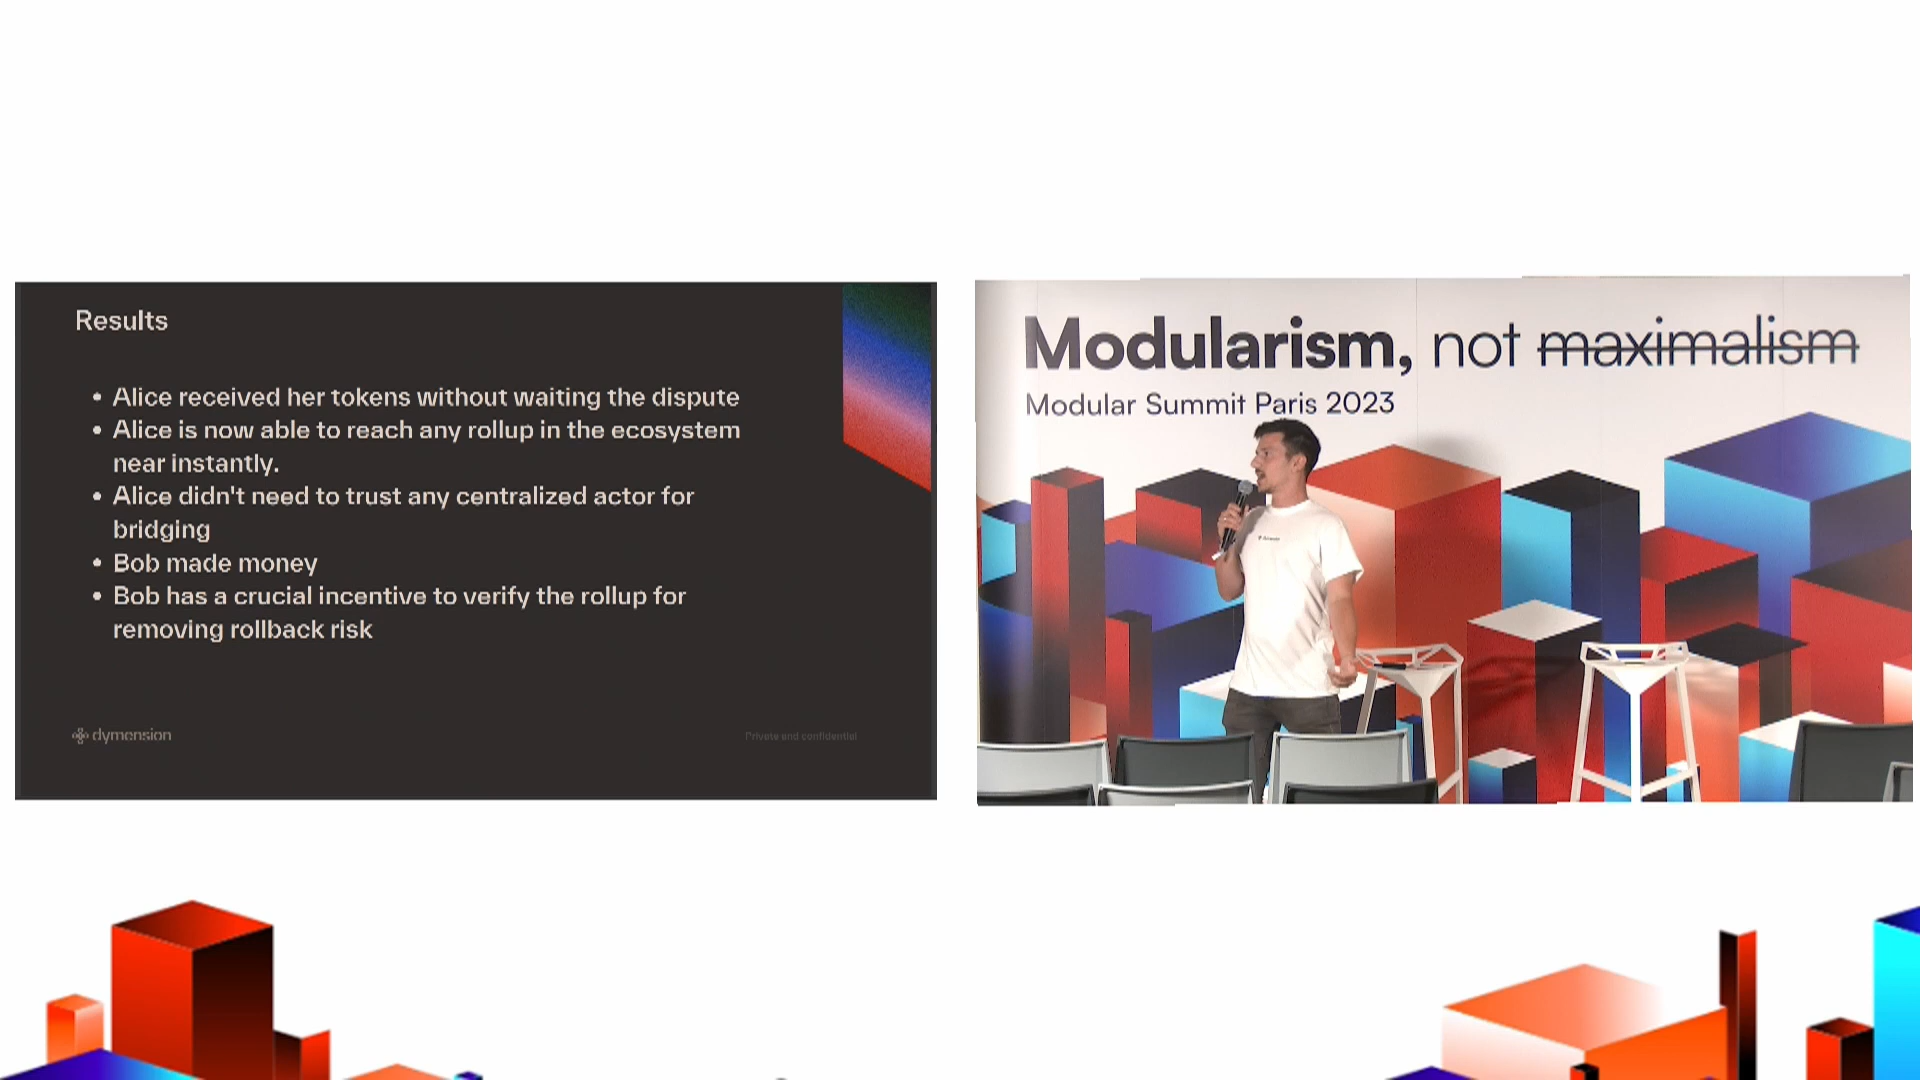 Results
• Alice received her tokens without waiting the dispute
• Alice is now able to reach any rollup in the ecosystem
near instantly.
• Alice didn't need to trust any centralized actor for
bridging
• Bob made money
• Bob has a crucial incentive to verify the rollup for
removing rollback risk
dymension
Private and confidential
Modularism, not maximalism
Modular Summit Paris 2023